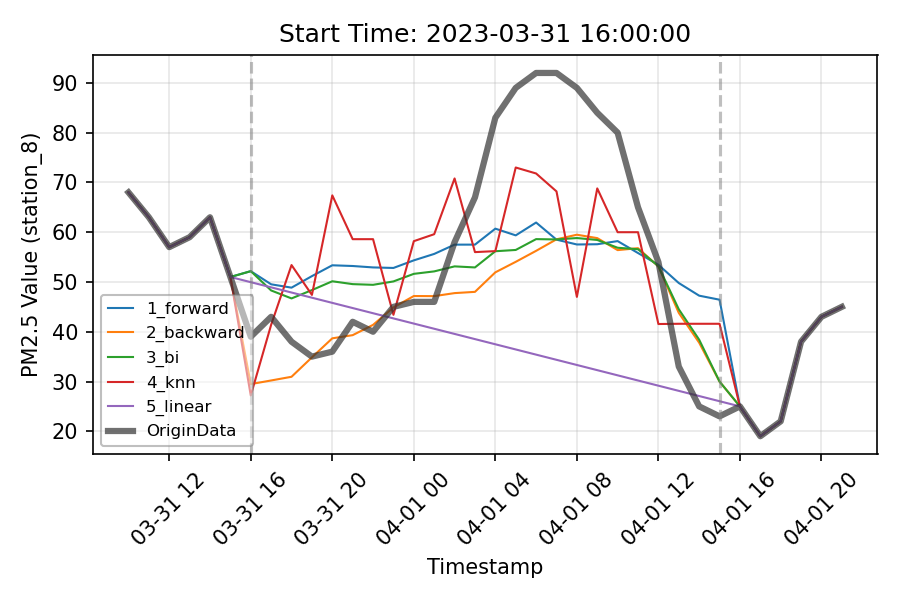 Start Time: 2023-03-31 16:00:00
PM2.5 Value (station_8)
90
80
70
60
50
40
30
20
1_forward
2_backward
3_bi
4_knn
5_linear
OriginData
03-31 12
03-31 16
03-31 20
04-01 00
04-01 04
04-01 08
04-01 12
04-01 16
04-01 20
Timestamp